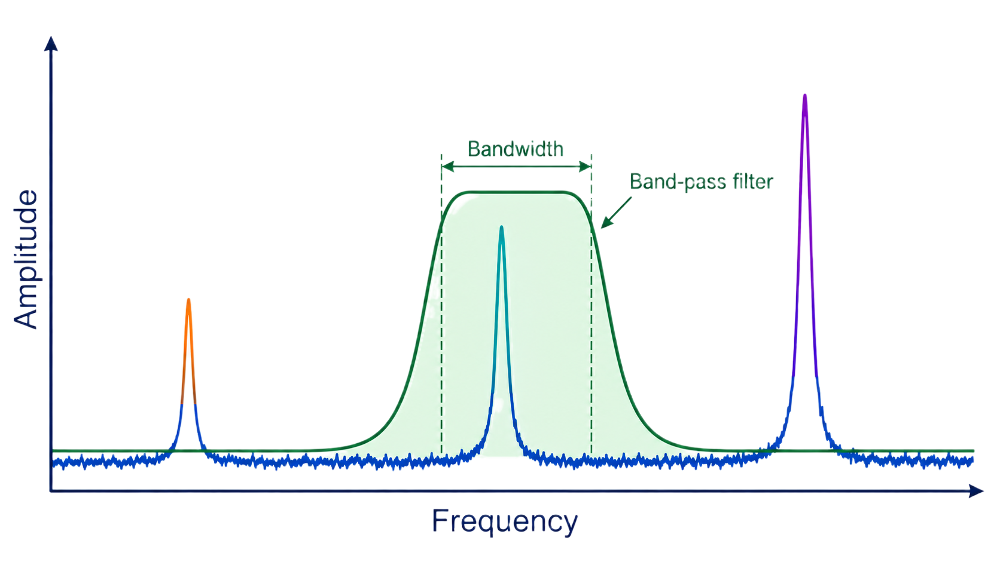 Bandwidth
Band-pass filter
Amplitude
Frequency